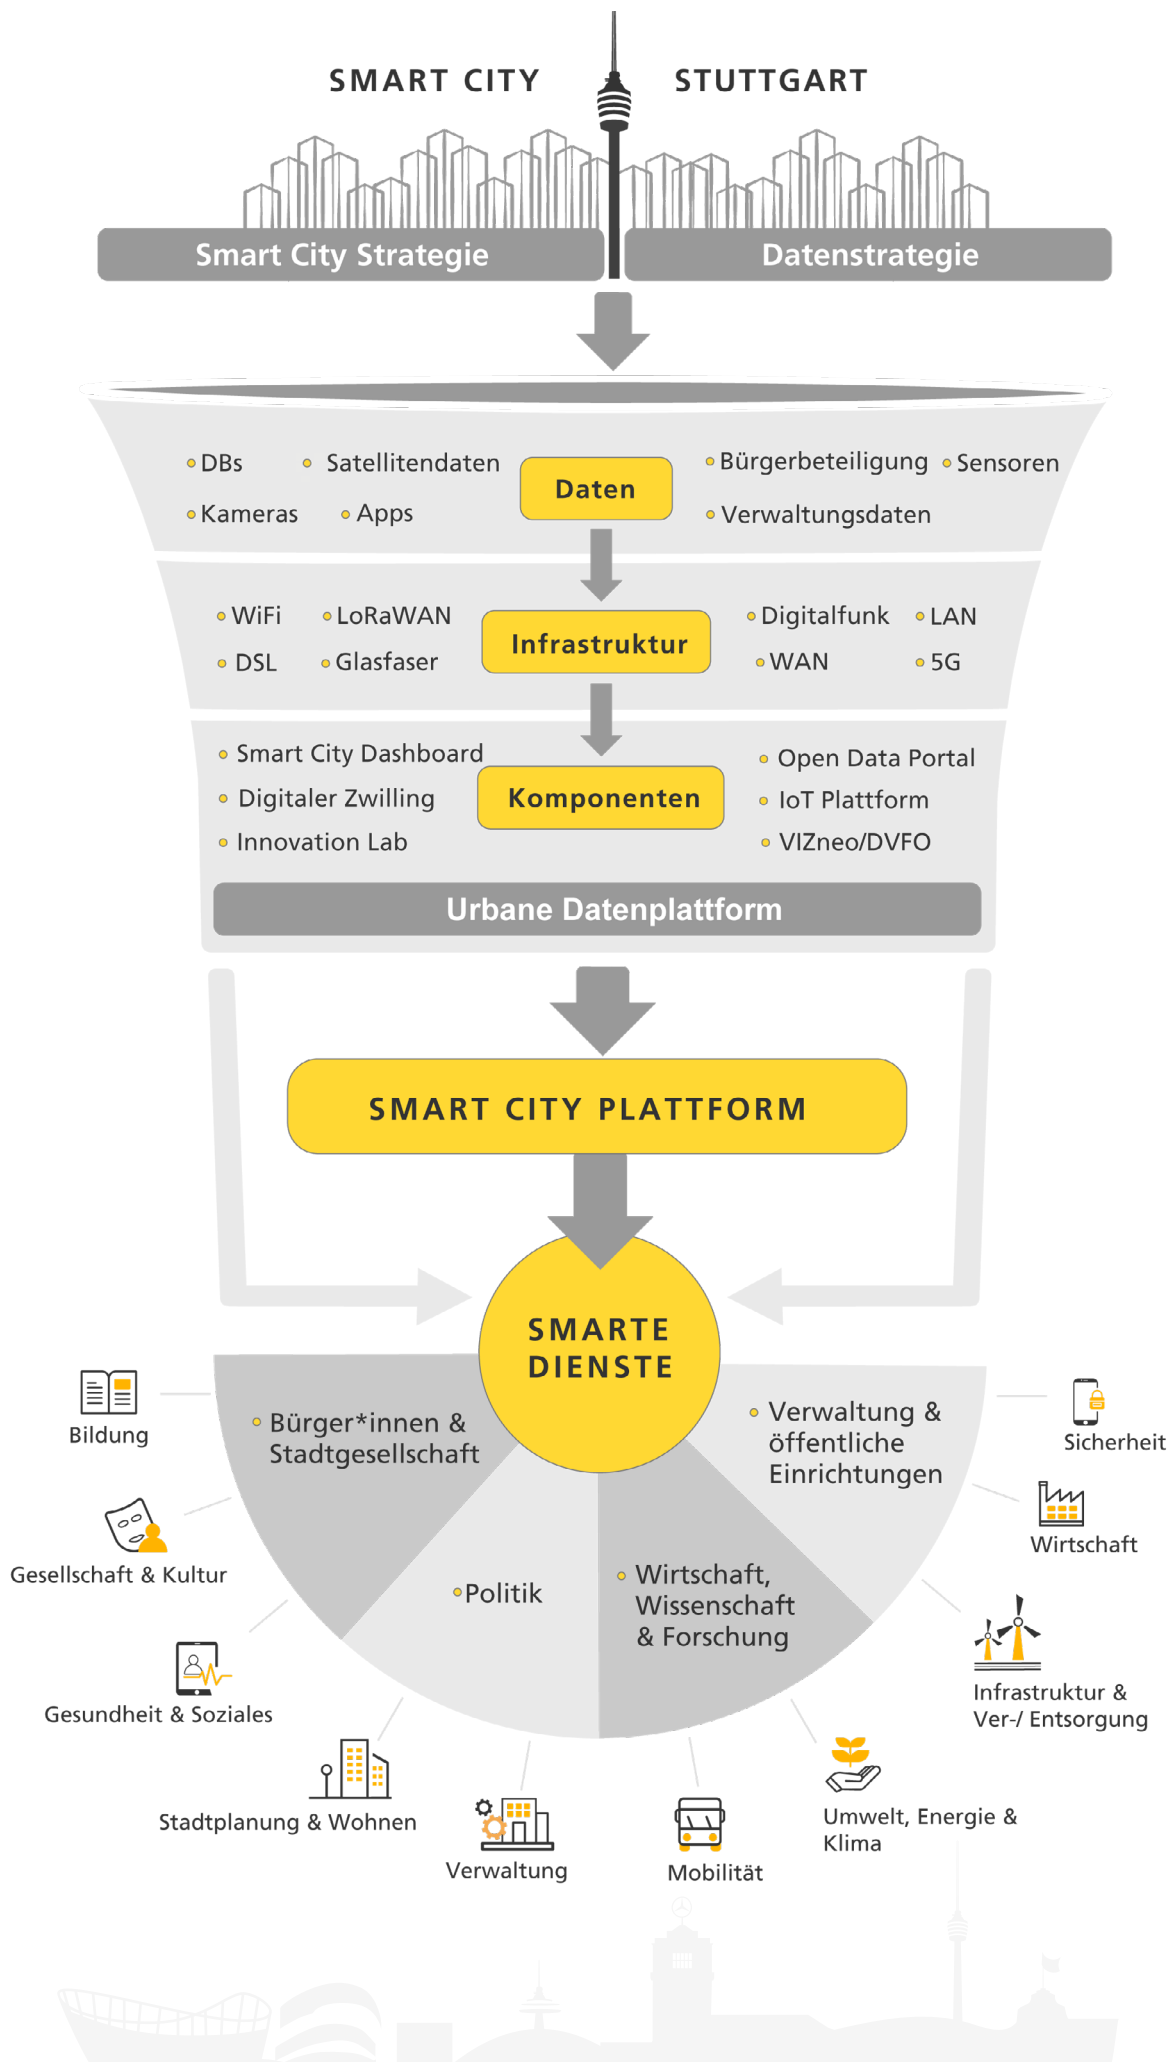 SMART CITY STUTTGART
Smart City Strategie
Datenstrategie
DBs
Satellitendaten
Kameras
Apps
Daten
Bürgerbeteiligung
Sensoren
Verwaltungsdaten
WiFi
LoRaWAN
DSL
Glasfaser
Infrastruktur
Digitalfunk
LAN
WAN
5G
Smart City Dashboard
Digitaler Zwilling
Innovation Lab
Komponenten
Open Data Portal
IoT Plattform
VIZneo/DVFO
Urbane Datenplattform
SMART CITY PLATTFORM
SMARTE
DIENSTE
Bürger*innen &
Stadtgesellschaft
Politik
Wirtschaft,
Wissenschaft
& Forschung
Verwaltung &
öffentliche
Einrichtungen
Bildung
Gesellschaft & Kultur
Gesundheit & Soziales
Stadtplanung & Wohnen
Verwaltung
Mobilität
Umwelt, Energie &
Klima
Infrastruktur &
Ver-/ Entsorgung
Wirtschaft
Sicherheit